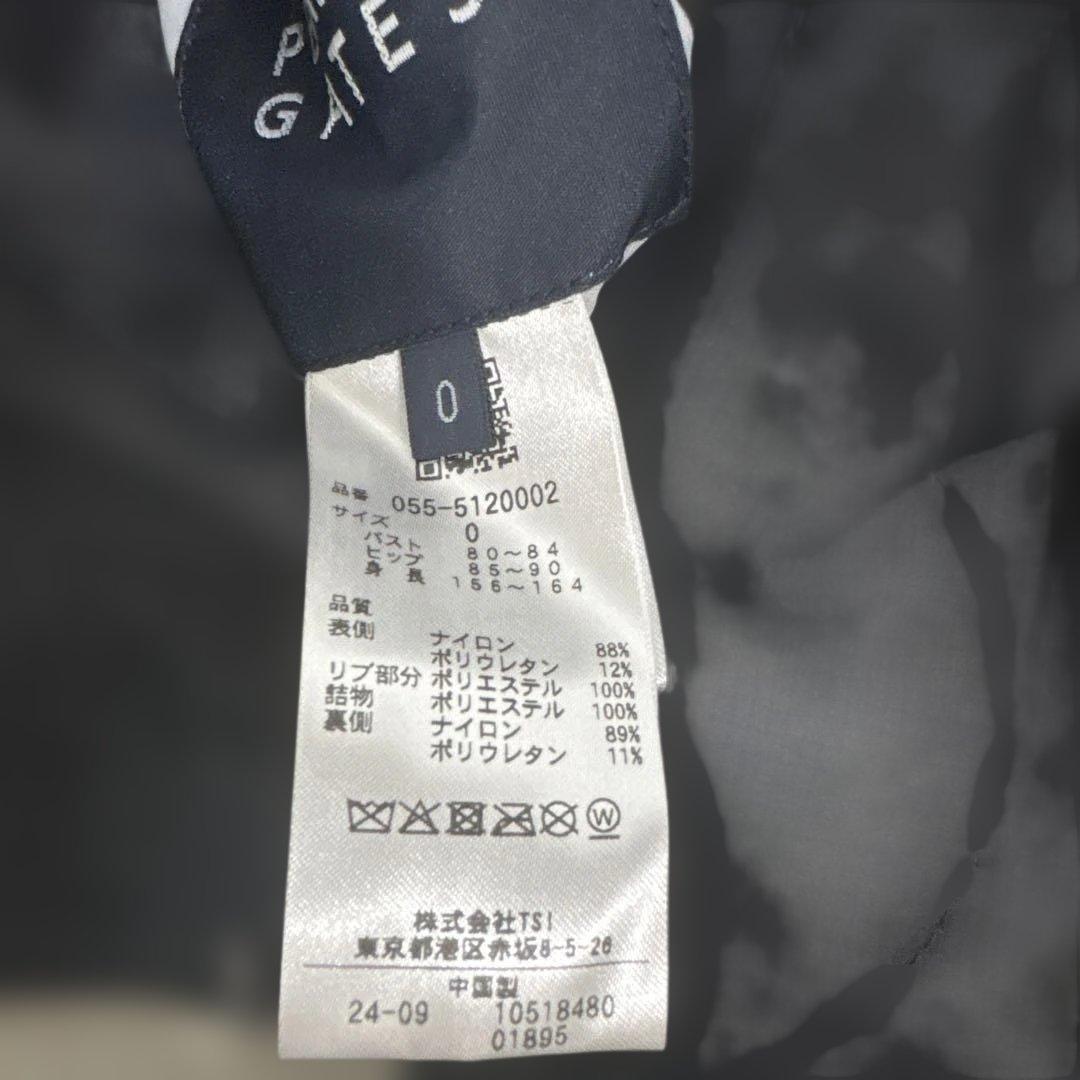 GATE
0
品番 055-5120002
サイズ 0
バスト 80〜84
ヒップ 85〜90
身長 156〜164
品質
表側 ナイロン 88%
ポリウレタン 12%
リブ部分 ポリエステル 100%
詰物 ポリエステル 100%
裏側 ナイロン 89%
ポリウレタン 11%
W
株式会社TSI
東京都港区赤坂8-5-26
中国製
24-09 10518480
01895